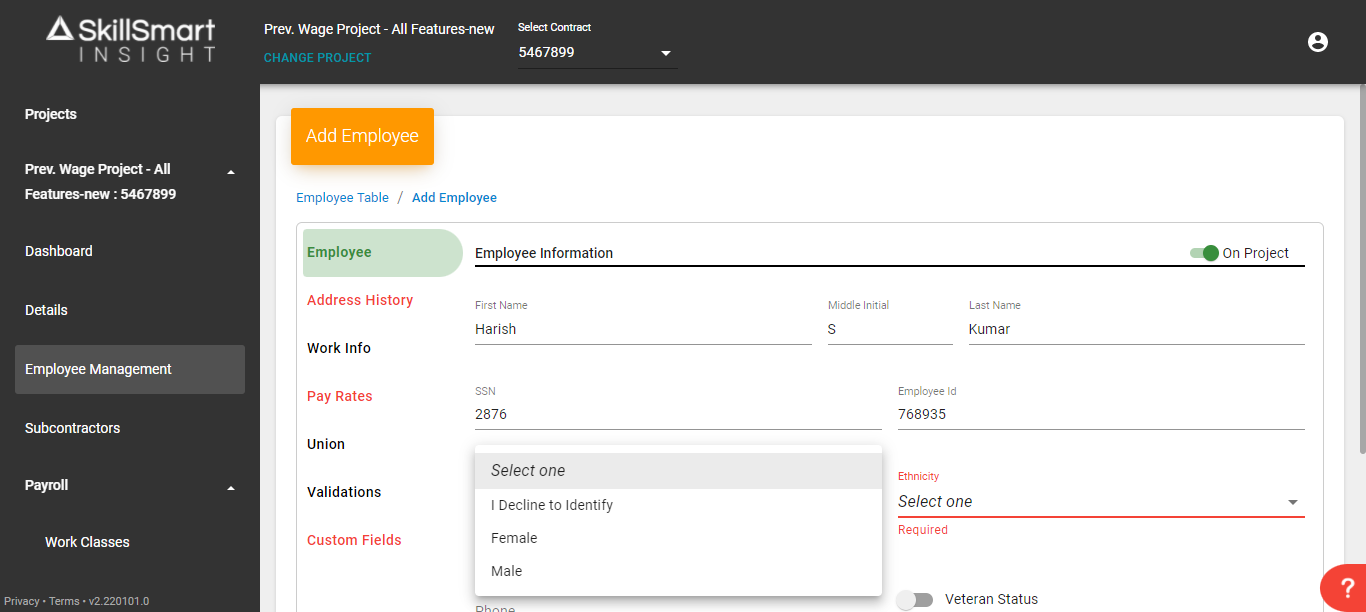 SkillSmart
INSIGHT
Prev. Wage Project - All Features-new
CHANGE PROJECT
Select Contract
5467899
Projects
Prev. Wage Project - All
Features-new : 5467899
Dashboard
Details
Employee Management
Subcontractors
Payroll
Work Classes
Privacy • Terms • v2.220101.0
Add Employee
Employee Table / Add Employee
Employee
Address History
Work Info
Pay Rates
Union
Validations
Custom Fields
Employee Information
On Project
First Name
Harish
Middle Initial
S
Last Name
Kumar
SSN
2876
Employee Id
768935
Select one
I Decline to Identify
Female
Male
Ethnicity
Select one
Required
Phone
Veteran Status
?